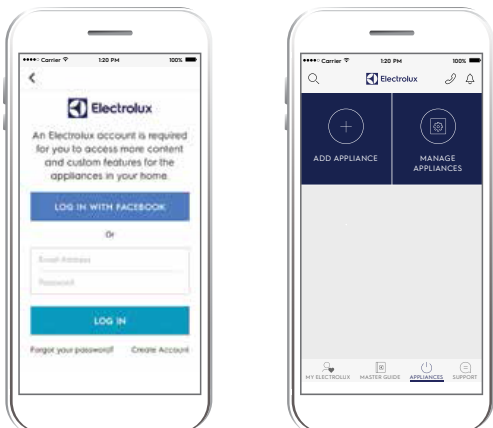 Carrier 1:20 PM 100%
Electrolux
An Electrolux account is required
for you to access more content
and custom features for the
appliances in your home.
LOG IN WITH FACEBOOK
Or
Email Address
Password
LOG IN
Forgot your password? Create Account
Carrier 1:20 PM 100%
Electrolux
ADD APPLIANCE
MANAGE
APPLIANCES
MY ELECTROLUX MASTER GUIDE APPLIANCES SUPPORT